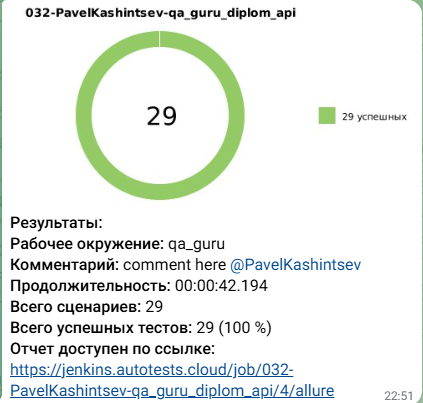 032-PavelKashintsev-qa_guru_diplom_api
29
29 успешных
Результаты:
Рабочее окружение: qa_guru
Комментарий: comment here @PavelKashintsev
Продолжительность: 00:00:42.194
Всего сценариев: 29
Всего успешных тестов: 29 (100 %)
Отчет доступен по ссылке:
https://jenkins.autotests.cloud/job/032-
PavelKashintsev-qa_guru_diplom_api/4/allure
22:51